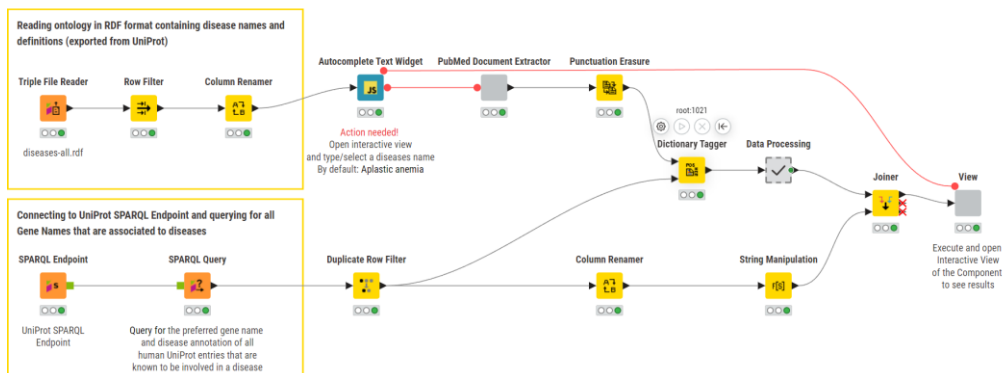 Reading ontology in RDF format containing disease names and
definitions (exported from UniProt)
Triple File Reader
Row Filter
Column Renamer
diseases-all.rdf
Autocomplete Text Widget
PubMed Document Extractor
Punctuation Erasure
JS
Action needed!
Open interactive view
and type/select a diseases name
By default: Aplastic anemia
root:1021
Dictionary Tagger
Data Processing
Joiner
View
Execute and open
Interactive View
of the Component
to see results
Connecting to UniProt SPARQL Endpoint and querying for all
Gene Names that are associated to diseases
SPARQL Endpoint
SPARQL Query
Duplicate Row Filter
Column Renamer
String Manipulation
UniProt SPARQL
Endpoint
Query for the preferred gene name
and disease annotation of all
human UniProt entries that are
known to be involved in a disease